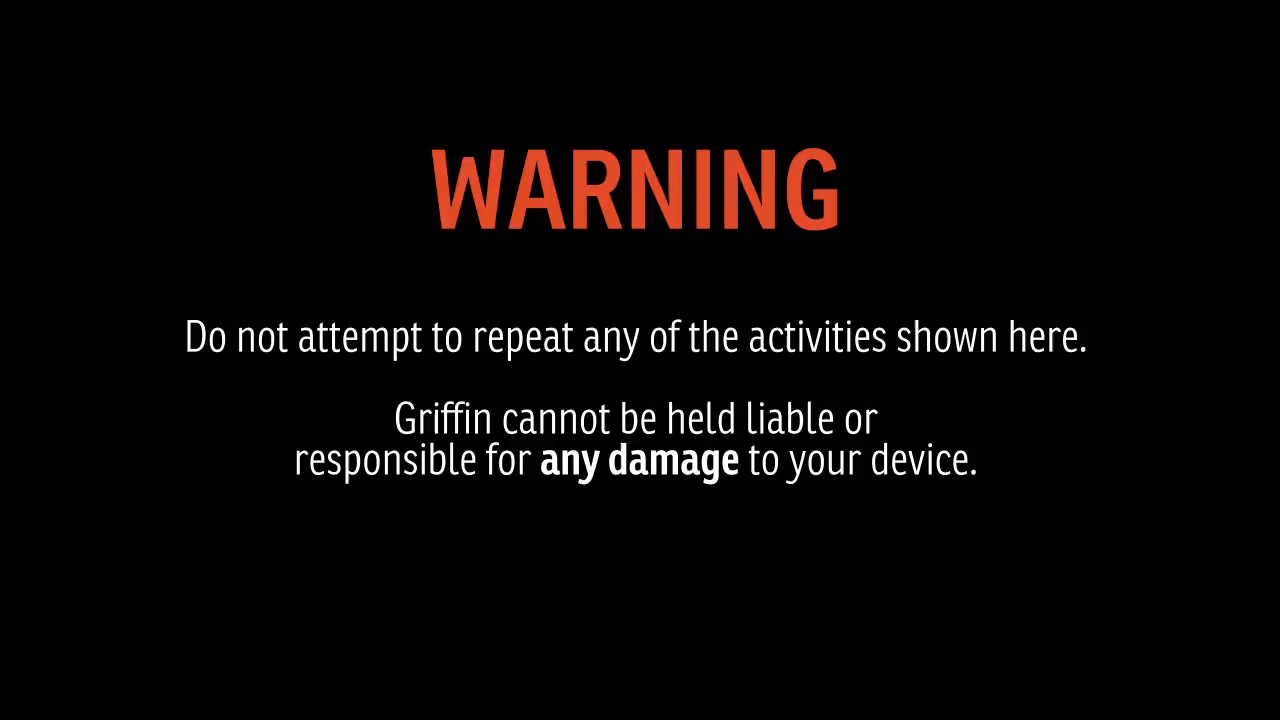 WARNING
Do not attempt to repeat any of the activities shown here.
Griffin cannot be held liable or
responsible for any damage to your device.